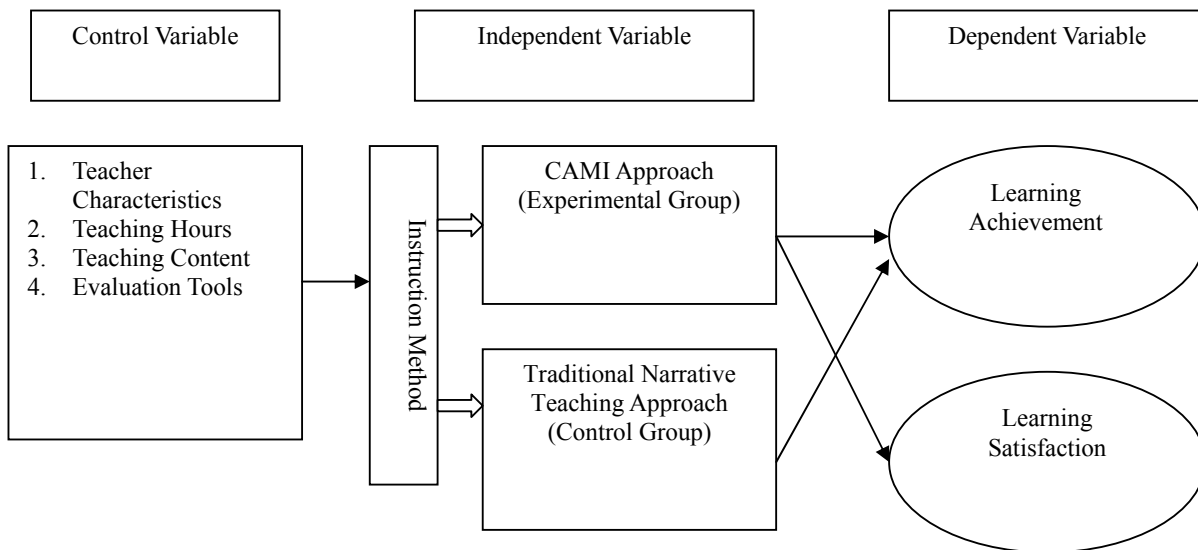 Control Variable
Independent Variable
Dependent Variable
1. Teacher
Characteristics
2. Teaching Hours
3. Teaching Content
4. Evaluation Tools
Instruction Method
CAMI Approach
(Experimental Group)
Traditional Narrative
Teaching Approach
(Control Group)
Learning
Achievement
Learning
Satisfaction